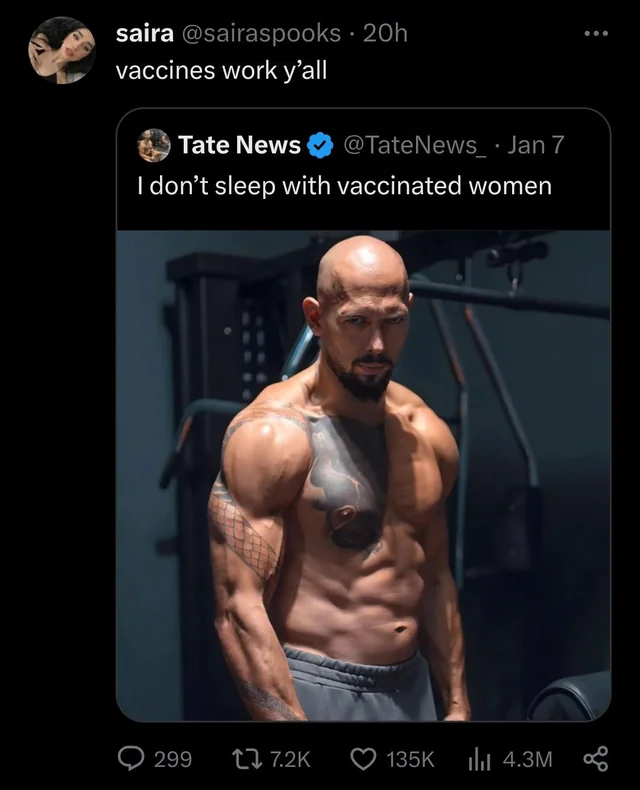 saira @sairaspooks · 20h
vaccines work y’all
Tate News @TateNews_ · Jan 7
I don’t sleep with vaccinated women
299 7.2K 135K 4.3M